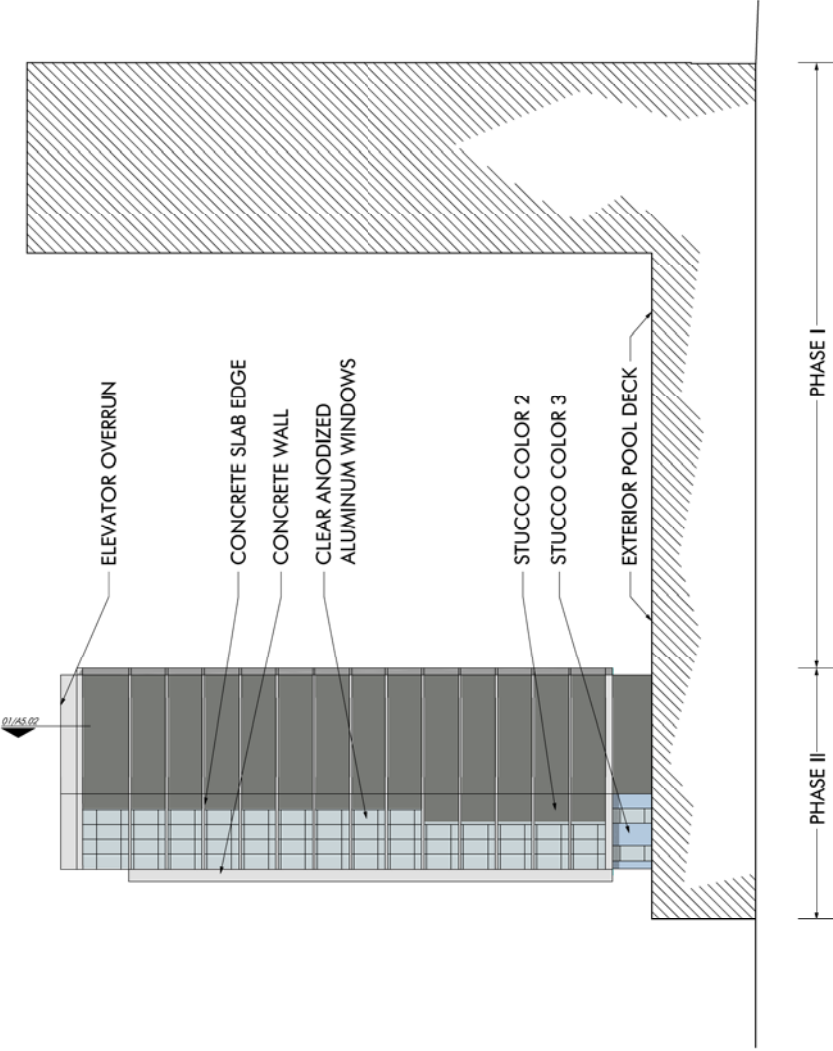 ELEVATOR OVERRUN
CONCRETE SLAB EDGE
CONCRETE WALL
CLEAR ANODIZED
ALUMINUM WINDOWS
STUCCO COLOR 2
STUCCO COLOR 3
EXTERIOR POOL DECK
01/A5.02
PHASE II
PHASE I